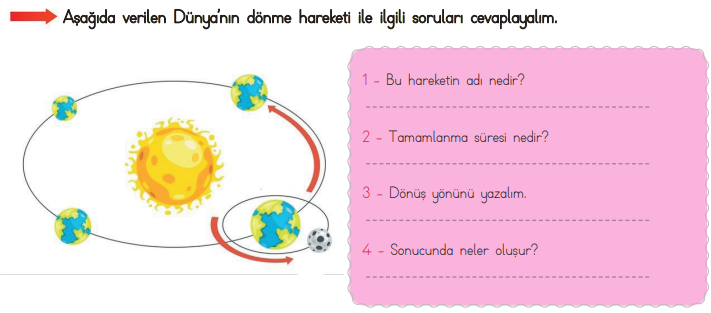 Aşağıda verilen Dünya'nın dönme hareketi ile ilgili soruları cevaplayalım.
1 - Bu hareketin adı nedir?
2 - Tamamlanma süresi nedir?
3 - Dönüş yönünü yazalım.
4 - Sonucunda neler oluşur?